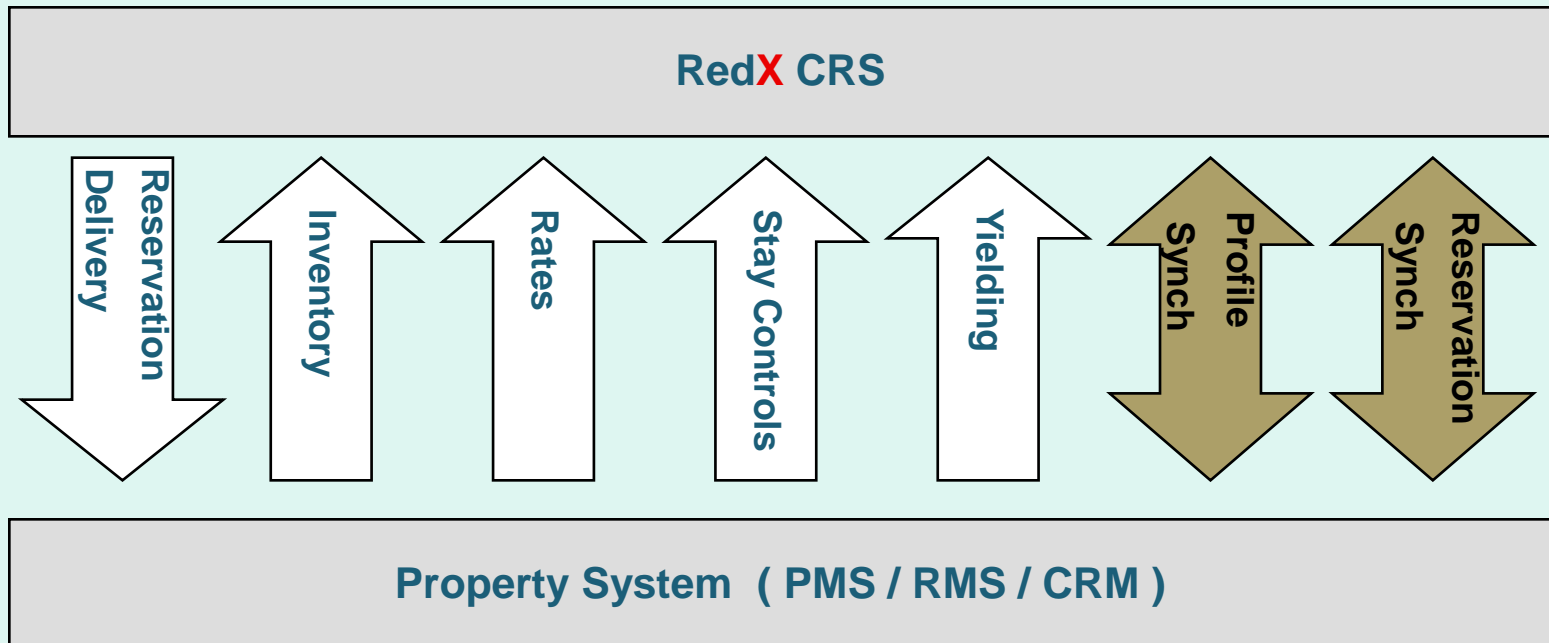 RedX CRS
Reservation
Delivery
Inventory
Rates
Stay Controls
Yielding
Profile
Synch
Reservation
Synch
Property System ( PMS / RMS / CRM )